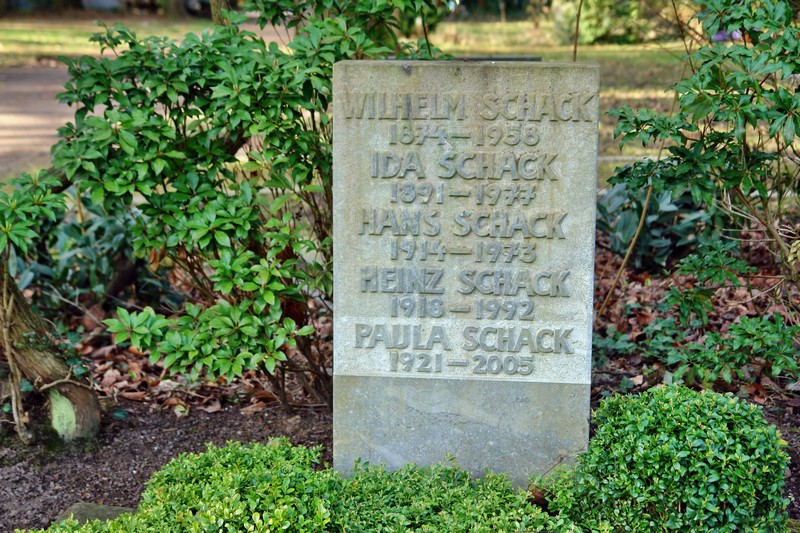 WILHELM SCHACK
1874–1958
IDA SCHACK
1891–1977
HANS SCHACK
1914–1973
HEINZ SCHACK
1918–1992
PAULA SCHACK
1921–2005